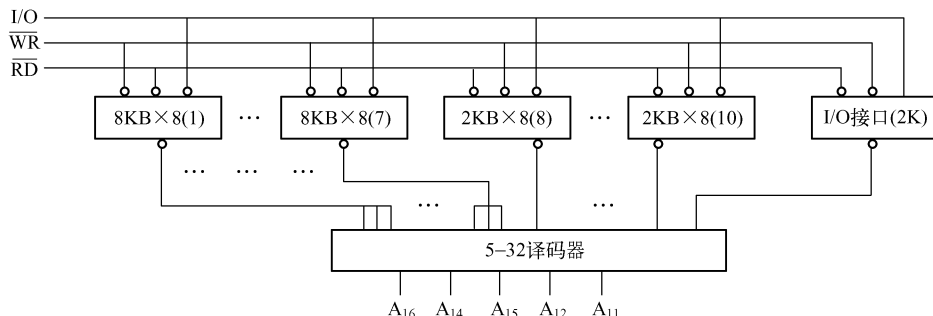 I/O
WR
RD
8KB×8(1)
…
8KB×8(7)
2KB×8(8)
…
2KB×8(10)
I/O接口(2K)
… … …
…
…
5–32译码器
A16
A14
A15
A12
A11